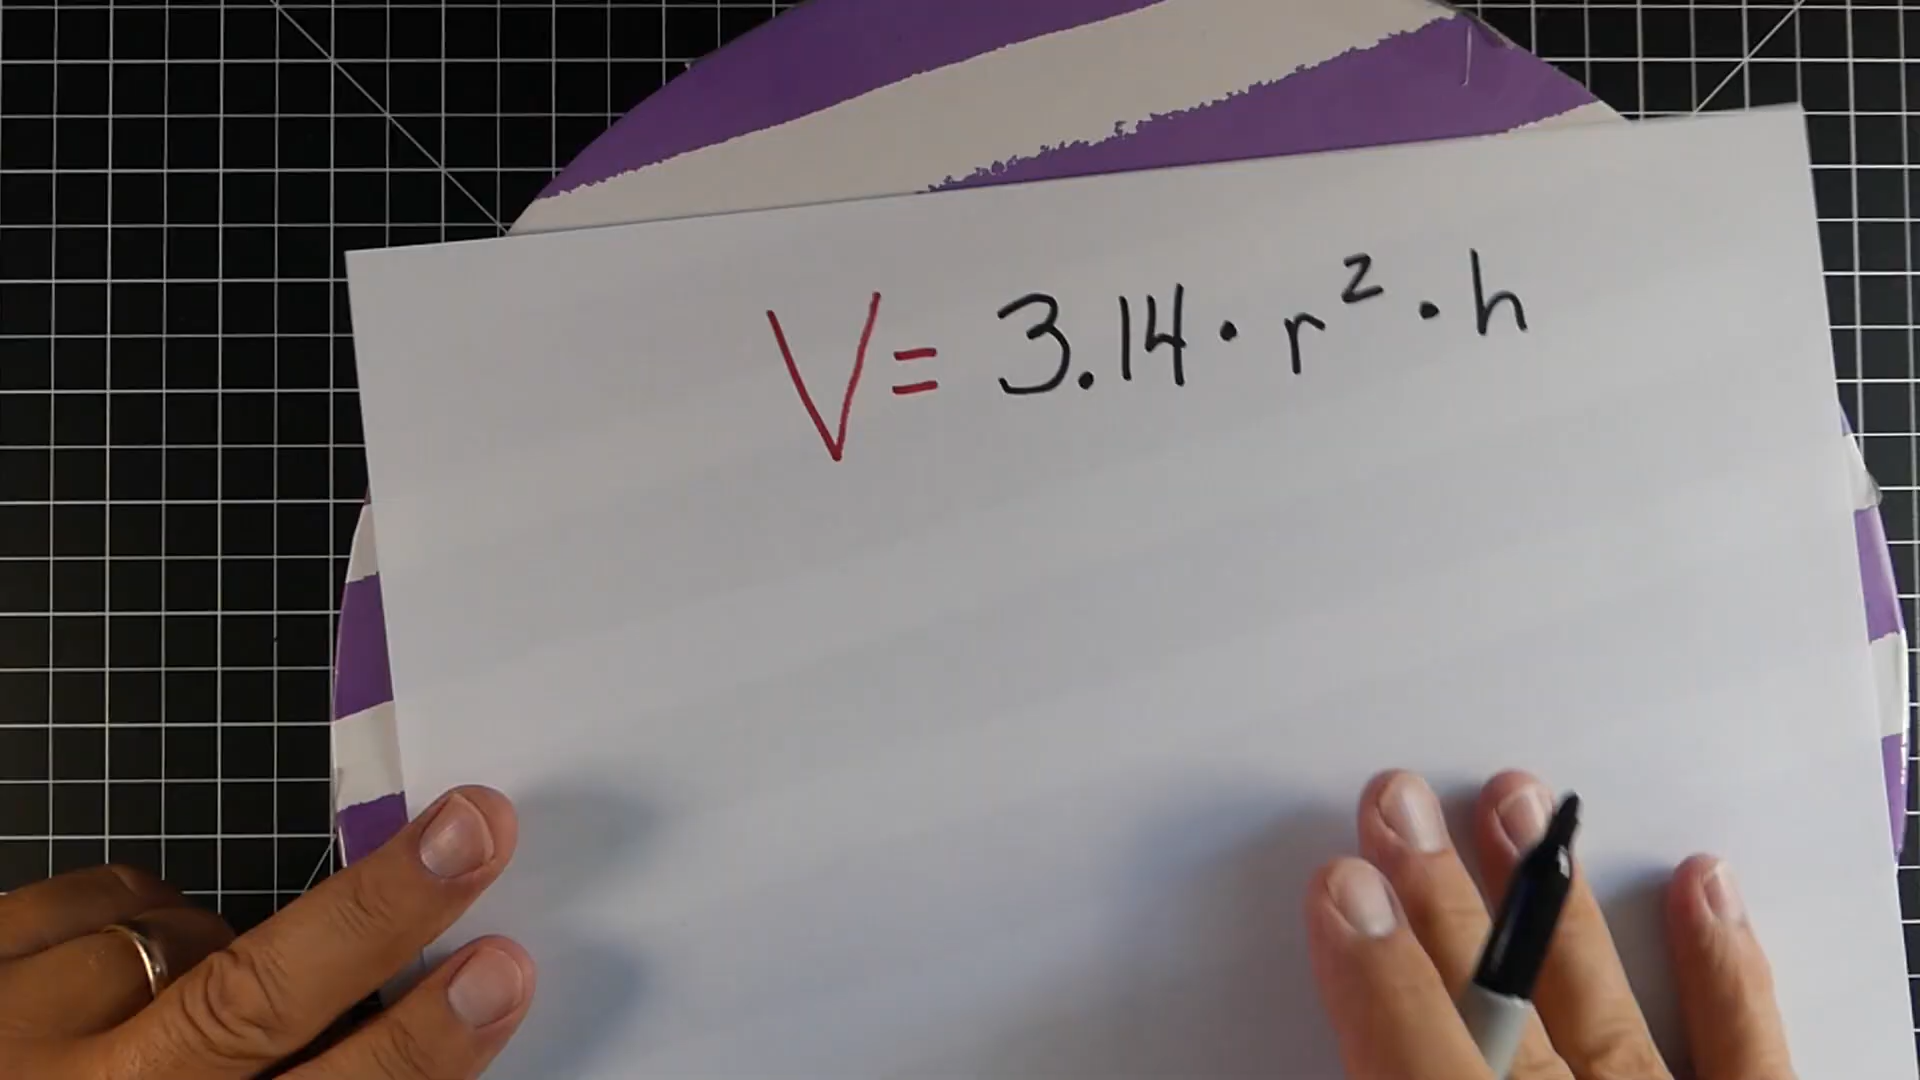 V = 3.14 · r² · h